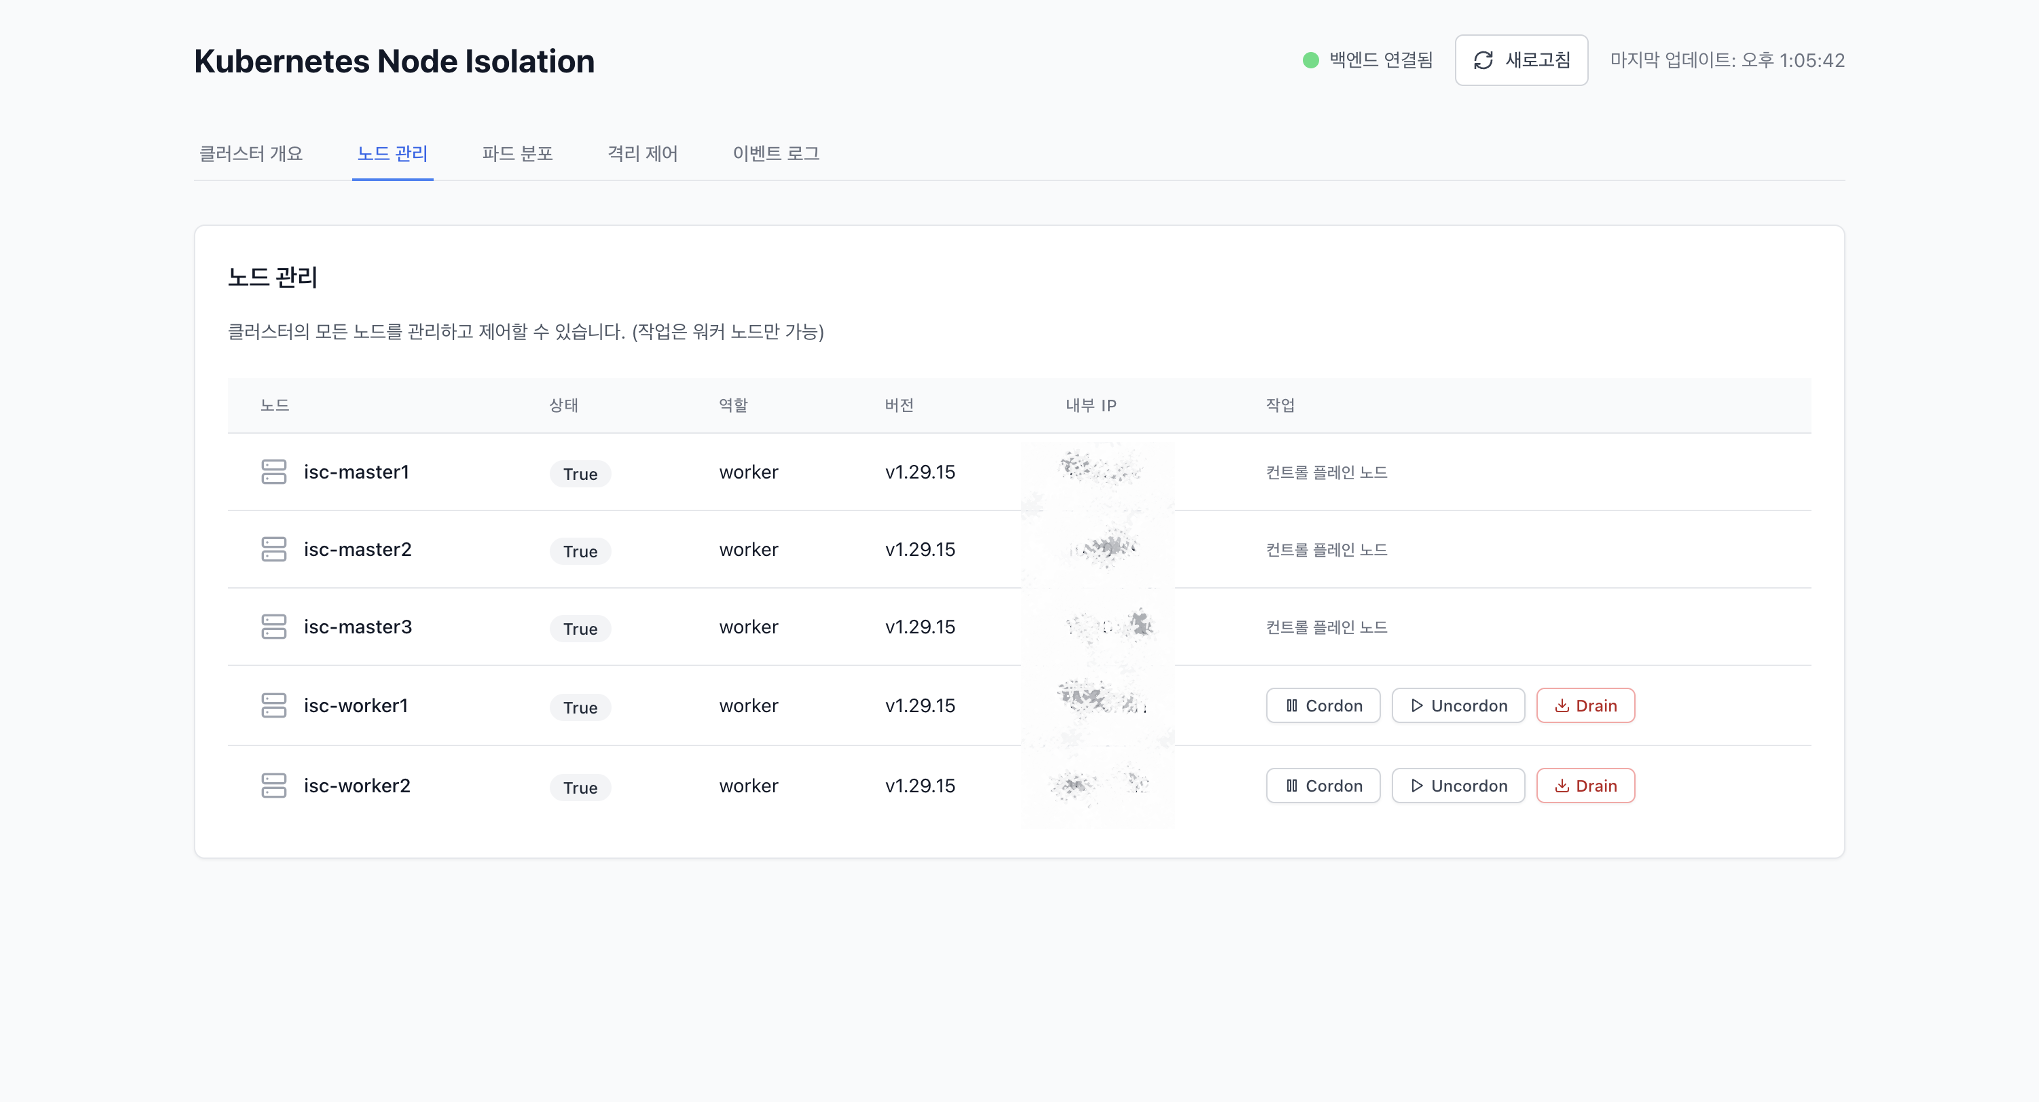 Kubernetes Node Isolation
백엔드 연결됨 새로고침 마지막 업데이트: 오후 1:05:42
클러스터 개요 노드 관리 파드 분포 격리 제어 이벤트 로그
노드 관리
클러스터의 모든 노드를 관리하고 제어할 수 있습니다. (작업은 워커 노드만 가능)
노드 상태 역할 버전 내부 IP 작업
isc-master1 True worker v1.29.15 컨트롤 플레인 노드
isc-master2 True worker v1.29.15 컨트롤 플레인 노드
isc-master3 True worker v1.29.15 컨트롤 플레인 노드
isc-worker1 True worker v1.29.15 Cordon Uncordon Drain
isc-worker2 True worker v1.29.15 Cordon Uncordon Drain